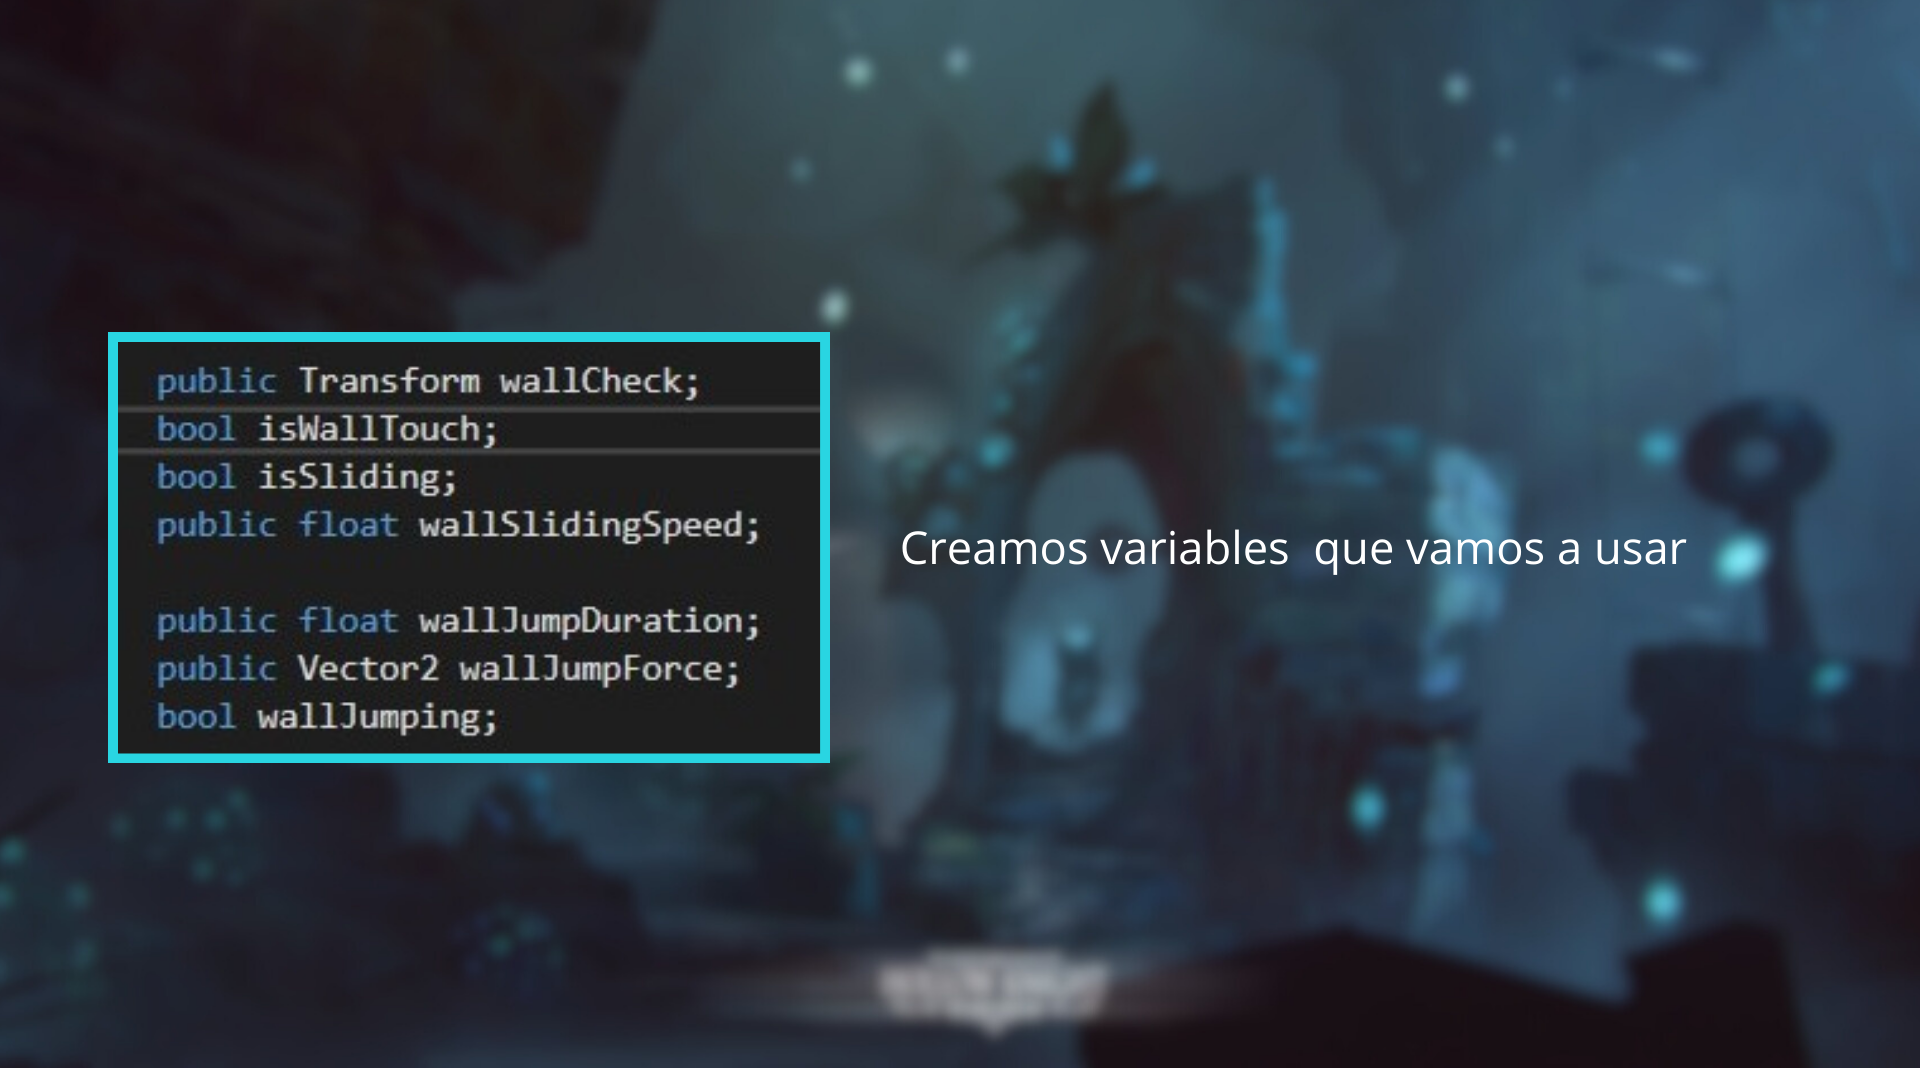 public Transform wallCheck;
bool isWallTouch;
bool isSliding;
public float wallSlidingSpeed;
public float wallJumpDuration;
public Vector2 wallJumpForce;
bool wallJumping;
Creamos variables  que vamos a usar